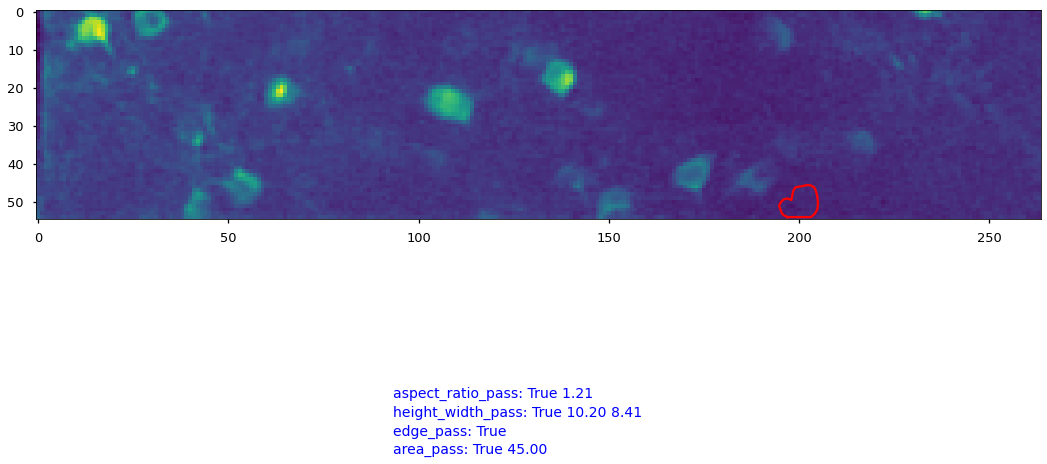 0
10
20
30
40
50
0 50 100 150 200 250
aspect_ratio_pass: True 1.21
height_width_pass: True 10.20 8.41
edge_pass: True
area_pass: True 45.00